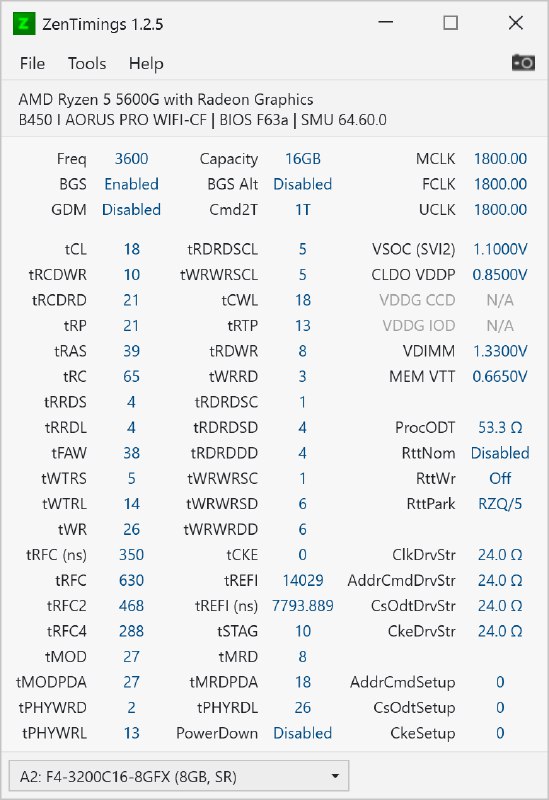 ZenTimings 1.2.5
File Tools Help
AMD Ryzen 5 5600G with Radeon Graphics
B450 I AORUS PRO WIFI-CF | BIOS F63a | SMU 64.60.0
Freq 3600 Capacity 16GB MCLK 1800.00
BGS Enabled BGS Alt Disabled FCLK 1800.00
GDM Disabled Cmd2T 1T UCLK 1800.00
tCL 18 tRDRDSCL 5 VSOC (SVI2) 1.1000V
tRCDWR 10 tWRWRSCL 5 CLDO VDDP 0.8500V
tRCDRD 21 tCWL 18 VDDG CCD N/A
tRP 21 tRTP 13 VDDG IOD N/A
tRAS 39 tRDWR 8 VDIMM 1.3300V
tRC 65 tWRRD 3 MEM VTT 0.6650V
tRRDS 4 tRDRDSC 1
tRRDL 4 tRDRDSD 4 ProcODT 53.3 Ω
tFAW 38 tRDRDDD 4 RttNom Disabled
tWTRS 5 tWRWRSC 1 RttWr Off
tWTRL 14 tWRWRSD 6 RttPark RZQ/5
tWR 26 tWRWRDD 6
tRFC (ns) 350 tCKE 0 ClkDrvStr 24.0 Ω
tRFC 630 tREFI 14029 AddrCmdDrvStr 24.0 Ω
tRFC2 468 tREFI (ns) 7793.889 CsOdtDrvStr 24.0 Ω
tRFC4 288 tSTAG 10 CkeDrvStr 24.0 Ω
tMOD 27 tMRD 8
tMODPDA 27 tMRDPDA 18 AddrCmdSetup 0
tPHYWRD 2 tPHYRDL 26 CsOdtSetup 0
tPHYWRL 13 PowerDown Disabled CkeSetup 0
A2: F4-3200C16-8GFX (8GB, SR)